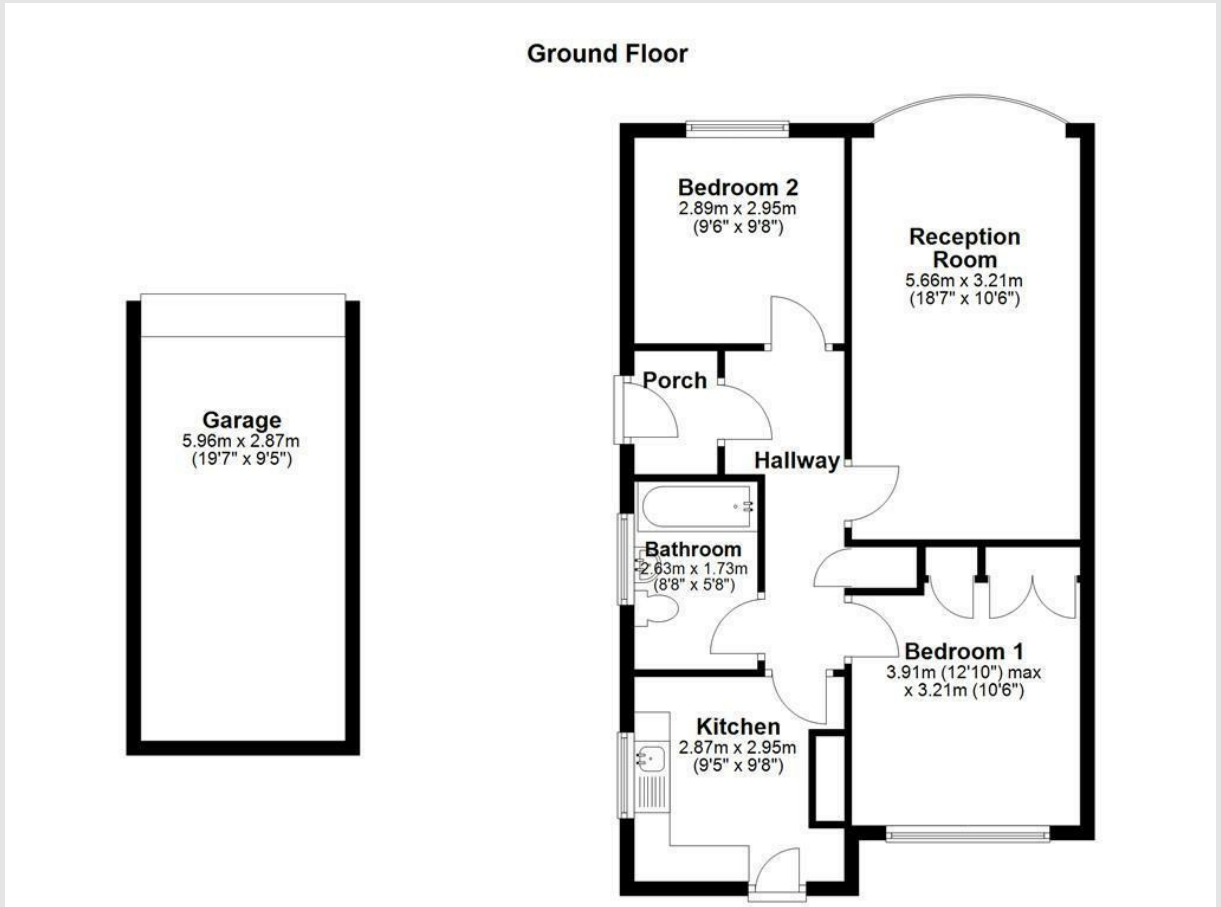 Ground Floor
Bedroom 2
2.89m x 2.95m
(9'6" x 9'8")
Reception
Room
5.66m x 3.21m
(18'7" x 10'6")
Porch
Garage
5.96m x 2.87m
(19'7" x 9'5")
Hallway
Bathroom
2.63m x 1.73m
(8'8" x 5'8")
Bedroom 1
3.91m (12'10") max
x 3.21m (10'6")
Kitchen
2.87m x 2.95m
(9'5" x 9'8")